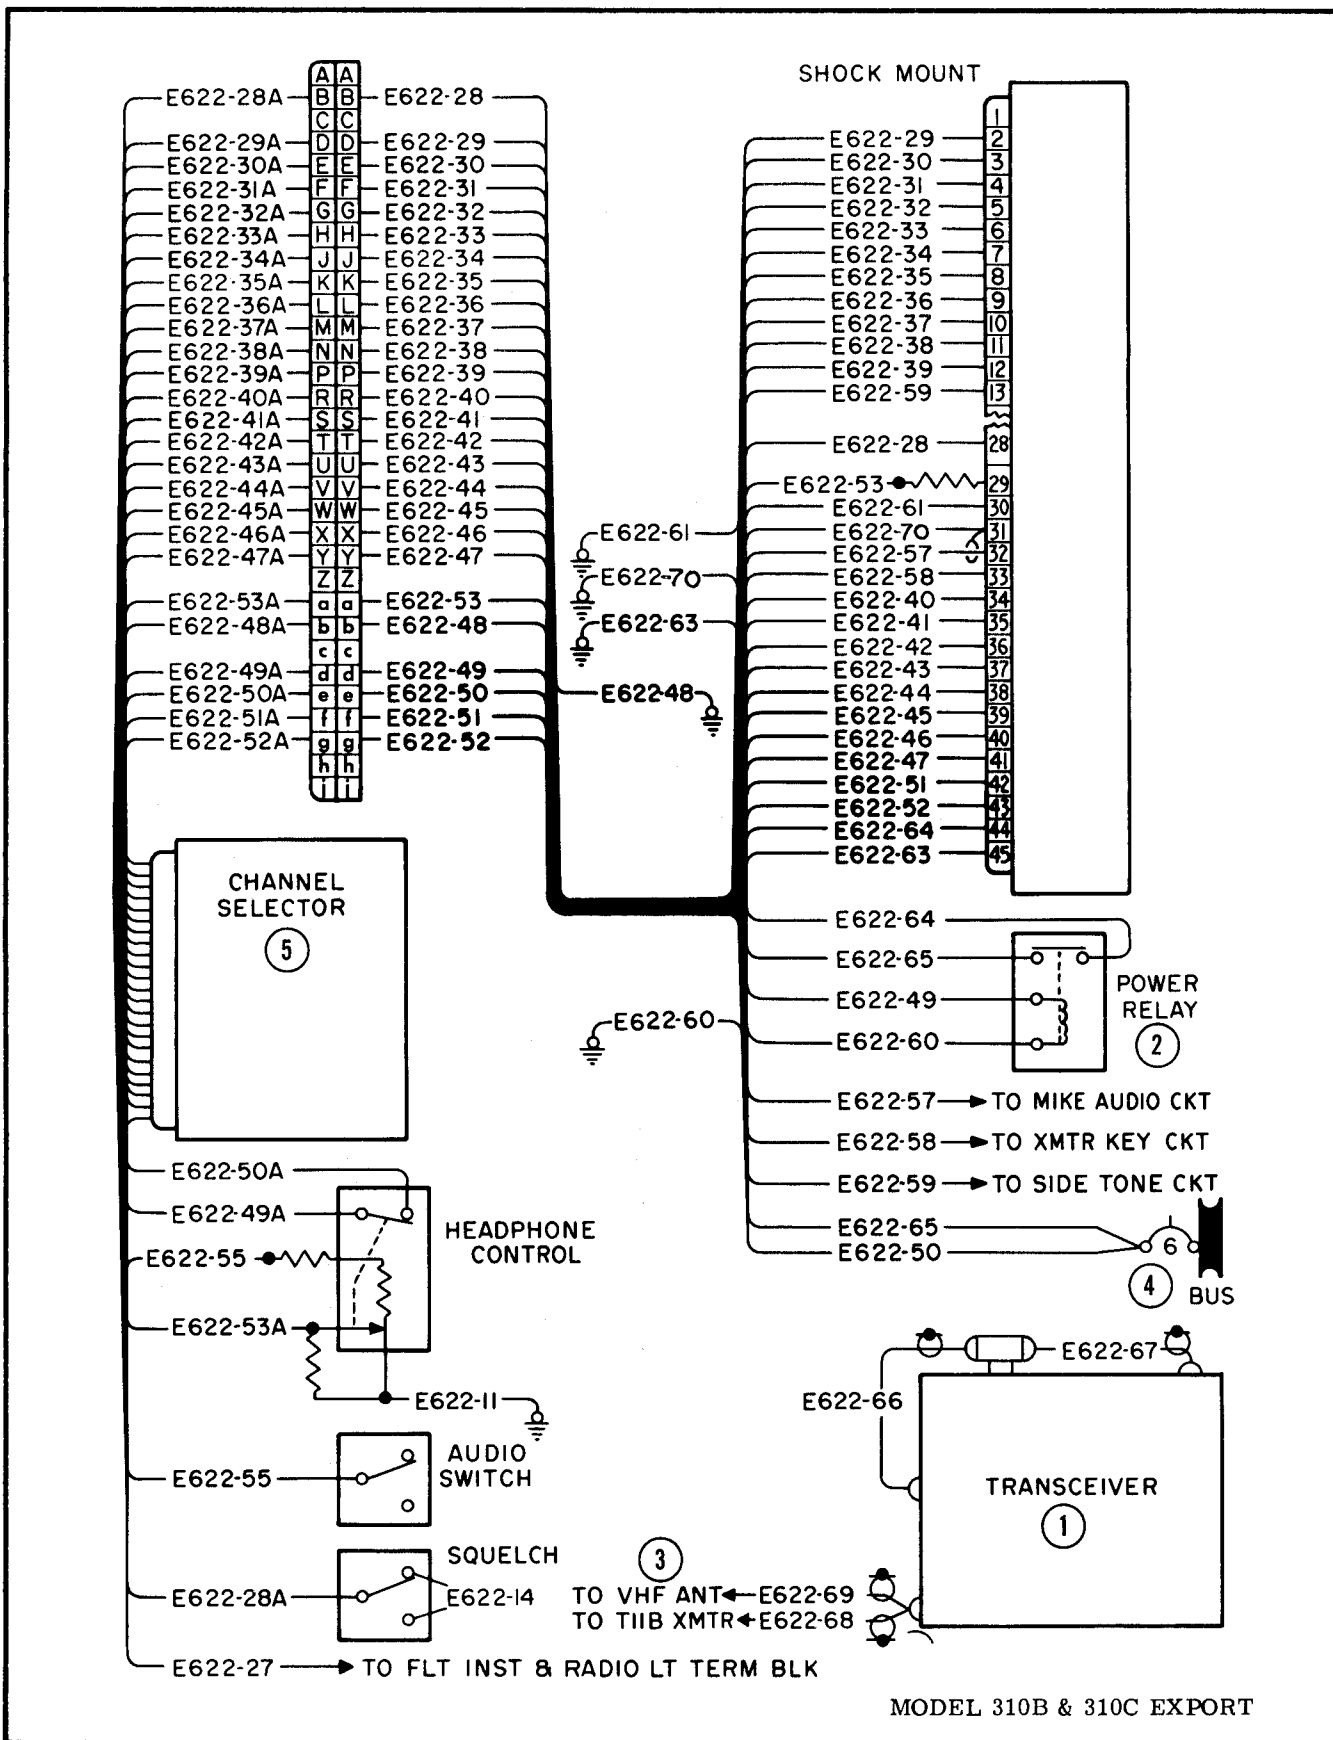 SHOCK MOUNT
A A
E622-28A B B E622-28
C C
E622-29A D D E622-29
E622-30A E E E622-30
E622-31A F F E622-31
E622-32A G G E622-32
E622-33A H H E622-33
E622-34A J J E622-34
E622-35A K K E622-35
E622-36A L L E622-36
E622-37A M M E622-37
E622-38A N N E622-38
E622-39A P P E622-39
E622-40A R R E622-40
E622-41A S S E622-41
E622-42A T T E622-42
E622-43A U U E622-43
E622-44A V V E622-44
E622-45A W W E622-45
E622-46A X X E622-46
E622-47A Y Y E622-47
Z Z
E622-53A a a E622-53
E622-48A b b E622-48
c c
E622-49A d d E622-49
E622-50A e e E622-50
E622-51A f f E622-51
E622-52A g g E622-52
h h
i i
E622-61
E622-70
E622-63
E622-48
1
E622-29 2
E622-30 3
E622-31 4
E622-32 5
E622-33 6
E622-34 7
E622-35 8
E622-36 9
E622-37 10
E622-38 11
E622-39 12
E622-59 13
E622-28 28
E622-53 29
E622-61 30
E622-70 31
E622-57 32
E622-58 33
E622-40 34
E622-41 35
E622-42 36
E622-43 37
E622-44 38
E622-45 39
E622-46 40
E622-47 41
E622-51 42
E622-52 43
E622-64 44
E622-63 45
CHANNEL
SELECTOR
5
E622-64
E622-65
E622-49
E622-60
POWER
RELAY
2
E622-60
E622-57 TO MIKE AUDIO CKT
E622-58 TO XMTR KEY CKT
E622-59 TO SIDE TONE CKT
E622-65
E622-50
6
4
BUS
E622-50A
E622-49A
E622-55
E622-53A
HEADPHONE
CONTROL
E622-11
E622-67
E622-66
TRANSCEIVER
1
AUDIO
SWITCH
E622-55
SQUELCH
E622-28A E622-14
3
TO VHF ANT E622-69
TO T11B XMTR E622-68
E622-27 TO FLT INST & RADIO LT TERM BLK
MODEL 310B & 310C EXPORT